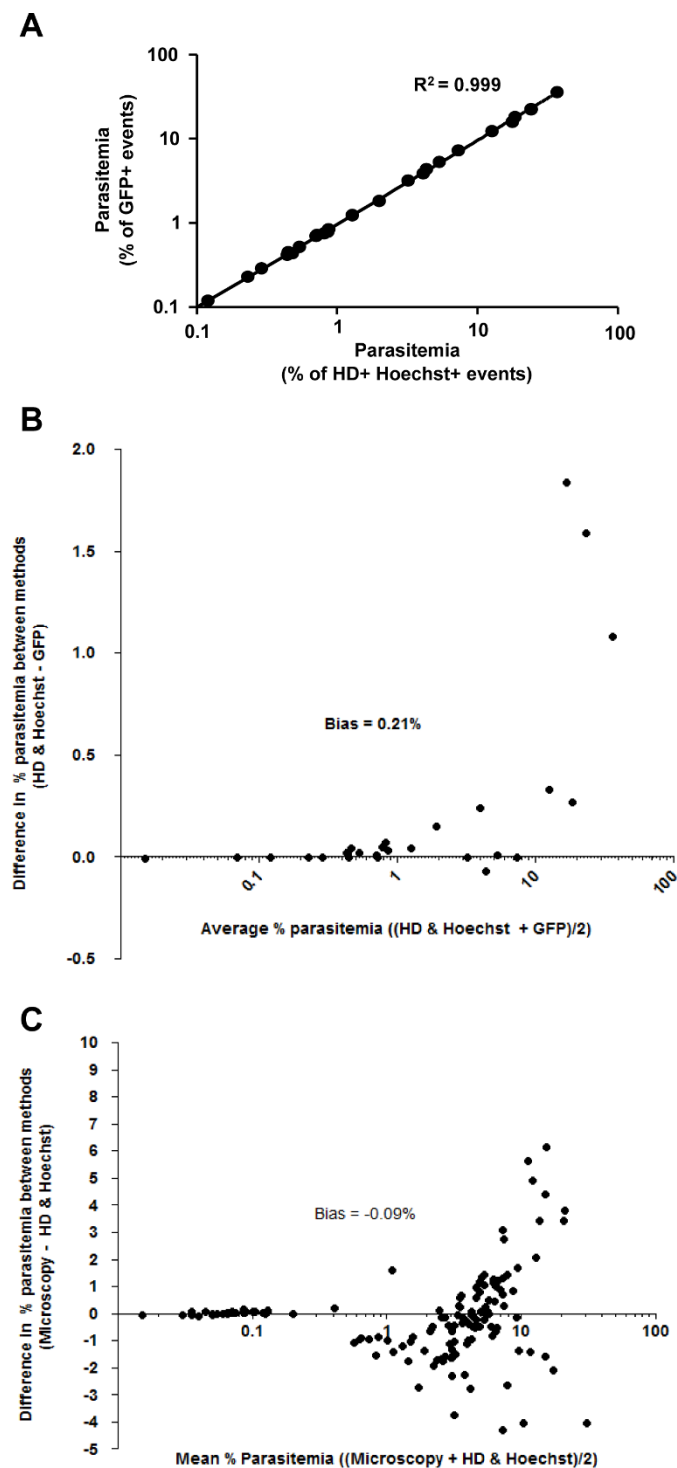 A
100
10
1
0.1
R² = 0.999
Parasitemia
(% of GFP+ events)
0.1
1
10
100
Parasitemia
(% of HD+ Hoechst+ events)
B
2.0
1.5
1.0
0.5
0.0
-0.5
Difference in % parasitemia between methods
(HD & Hoechst - GFP)
Bias = 0.21%
0.1
1
10
100
Average % parasitemia ((HD & Hoechst + GFP)/2)
C
10
9
8
7
6
5
4
3
2
1
0
-1
-2
-3
-4
-5
Difference in % parasitemia between methods
(Microscopy - HD & Hoechst)
Bias = -0.09%
0.1
1
10
100
Mean % Parasitemia ((Microscopy + HD & Hoechst)/2)